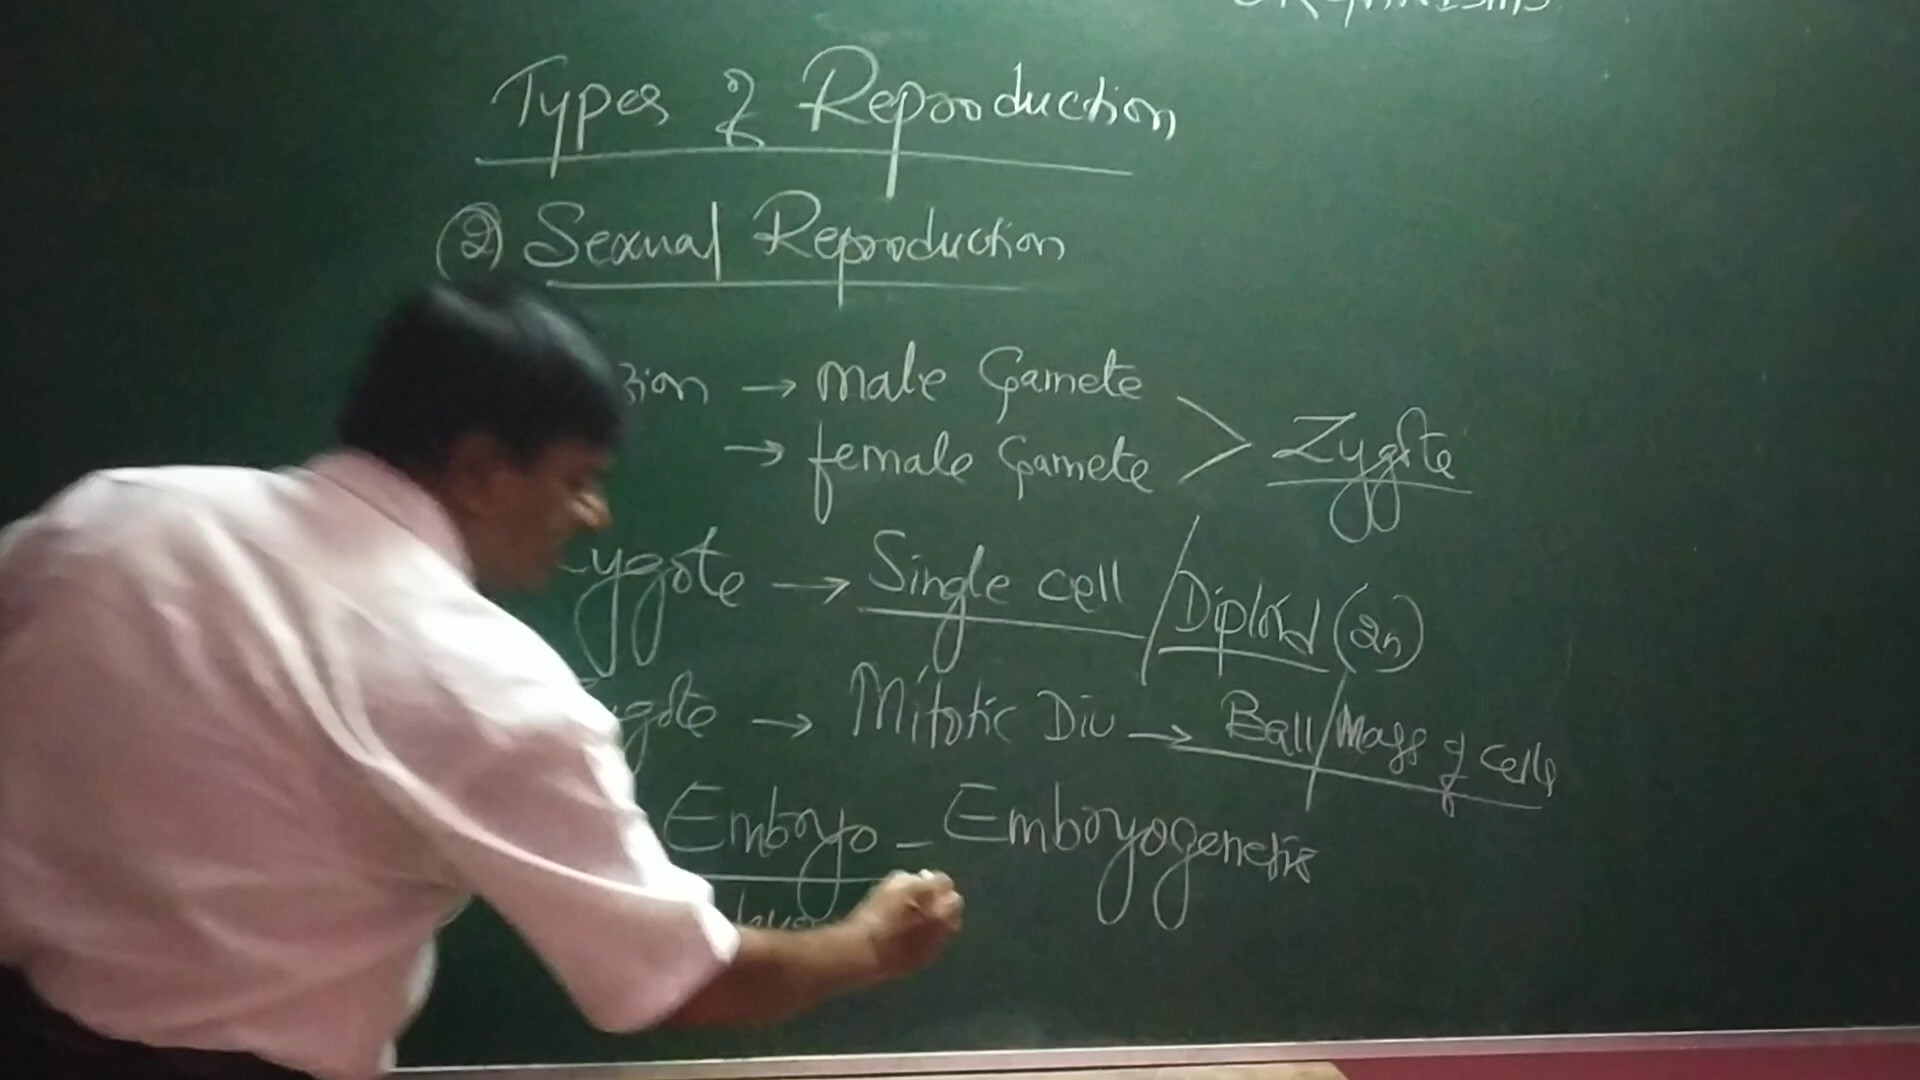 Types of Reproduction
(2) Sexual Reproduction
→ male Gamete
→ female Gamete > Zygote
Zygote → Single cell / Diploid (2n)
→ Mitotic Div → Ball / Mass of cells
Embryo - Embryogenesis